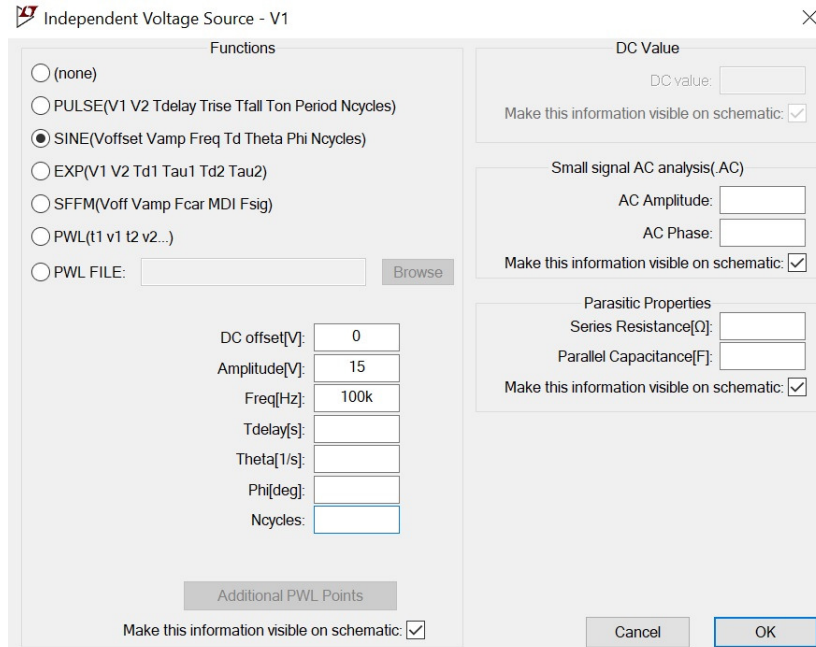 Independent Voltage Source - V1
Functions
(none)
PULSE(V1 V2 Tdelay Trise Tfall Ton Period Ncycles)
SINE(Voffset Vamp Freq Td Theta Phi Ncycles)
EXP(V1 V2 Td1 Tau1 Td2 Tau2)
SFFM(Voff Vamp Fcar MDI Fsig)
PWL(t1 v1 t2 v2...)
PWL FILE: Browse
DC offset[V]: 0
Amplitude[V]: 15
Freq[Hz]: 100k
Tdelay[s]:
Theta[1/s]:
Phi[deg]:
Ncycles:
Additional PWL Points
Make this information visible on schematic:
DC Value
DC value:
Make this information visible on schematic:
Small signal AC analysis(.AC)
AC Amplitude:
AC Phase:
Make this information visible on schematic:
Parasitic Properties
Series Resistance[Ω]:
Parallel Capacitance[F]:
Make this information visible on schematic:
Cancel OK